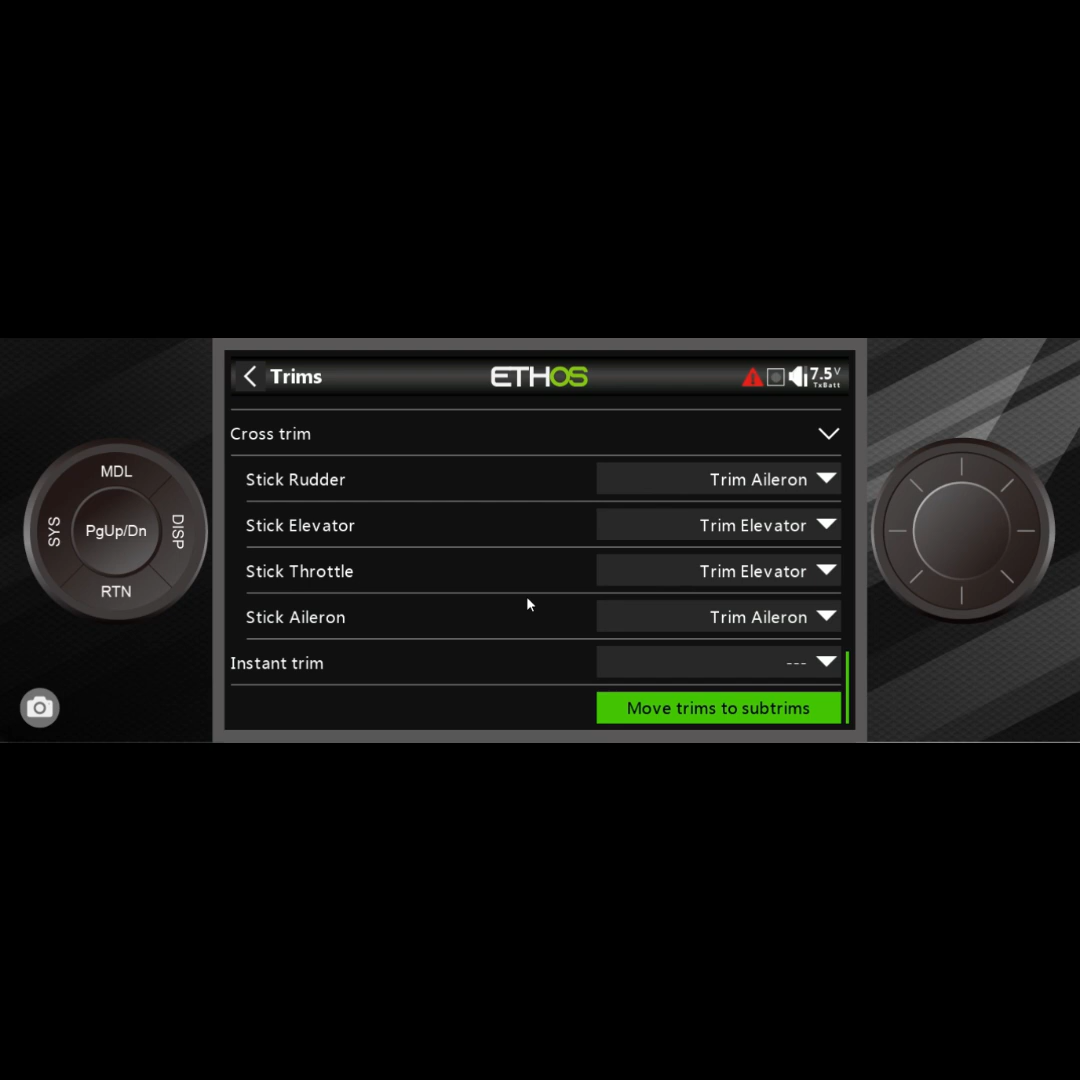 Trims
ETHOS
7.5V
TxBatt
Cross trim
Stick Rudder Trim Aileron
Stick Elevator Trim Elevator
Stick Throttle Trim Elevator
Stick Aileron Trim Aileron
Instant trim ---
Move trims to subtrims
MDL
SYS
PgUp/Dn
DISP
RTN